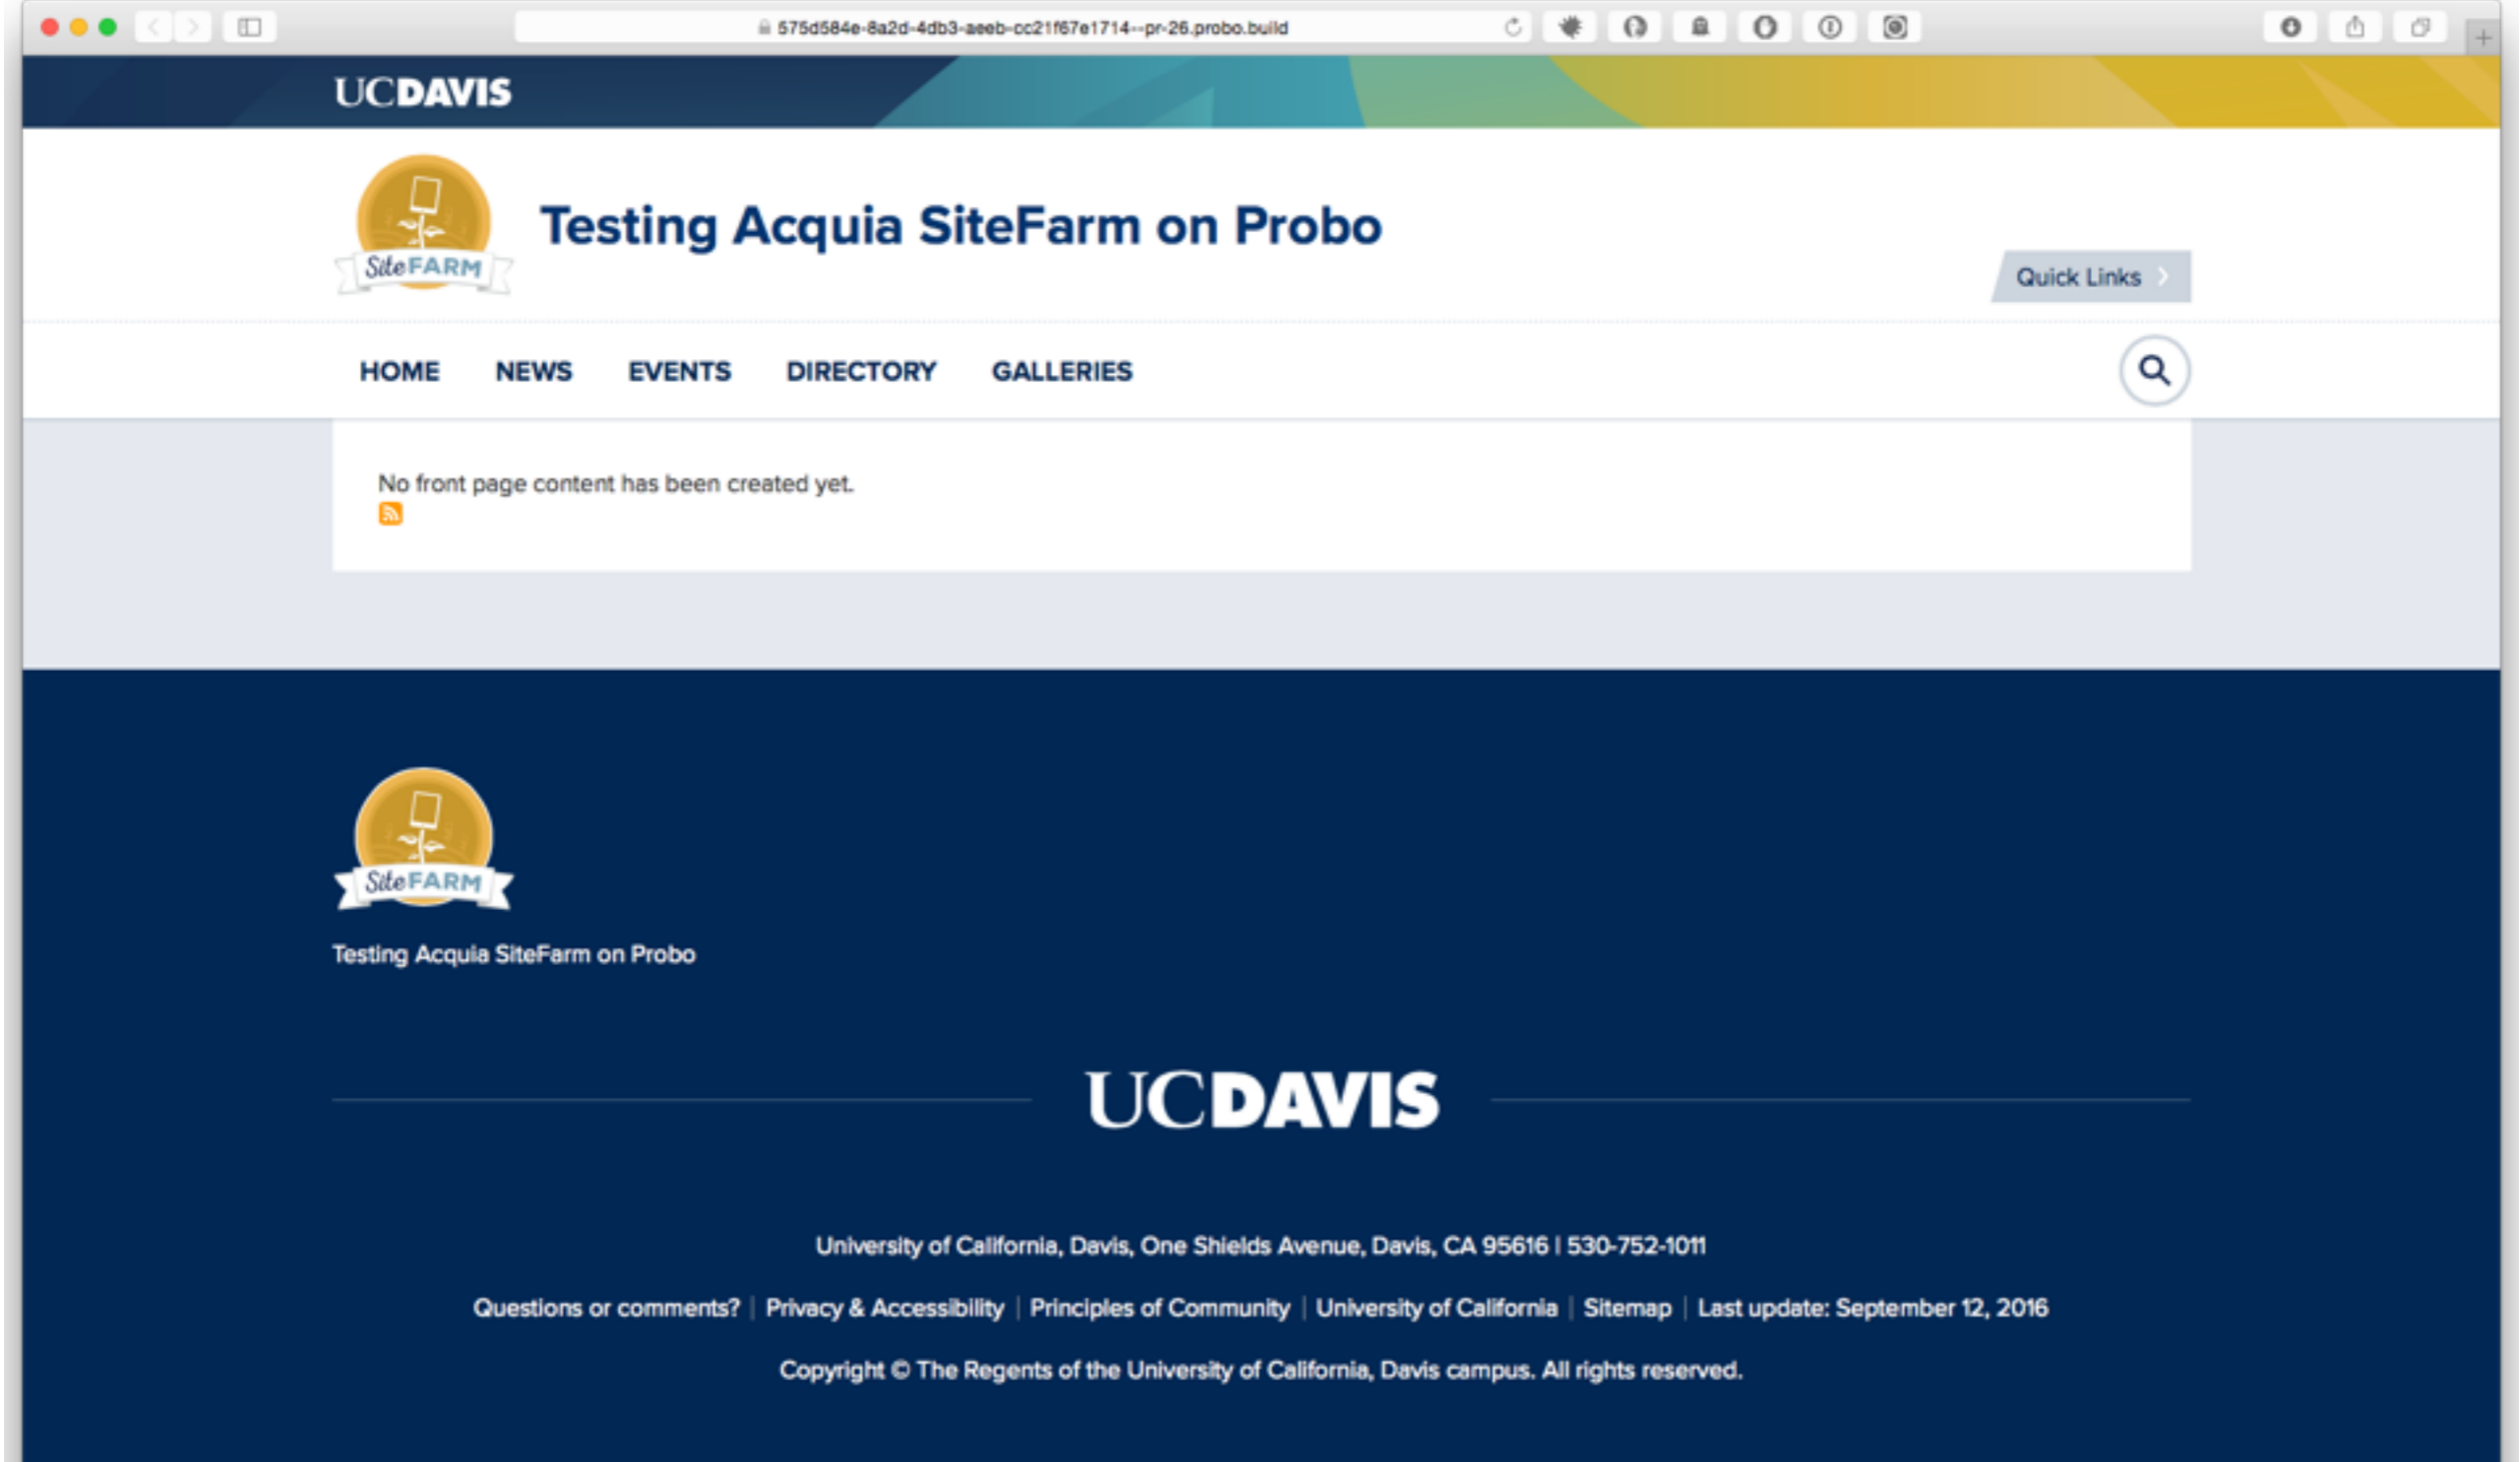 575d584e-8a2d-4db3-aeeb-cc21f67e1714--pr-26.probo.build
UCDAVIS
SiteFARM
Testing Acquia SiteFarm on Probo
Quick Links
HOME NEWS EVENTS DIRECTORY GALLERIES
No front page content has been created yet.
SiteFARM
Testing Acquia SiteFarm on Probo
UCDAVIS
University of California, Davis, One Shields Avenue, Davis, CA 95616 | 530-752-1011
Questions or comments? | Privacy & Accessibility | Principles of Community | University of California | Sitemap | Last update: September 12, 2016
Copyright © The Regents of the University of California, Davis campus. All rights reserved.